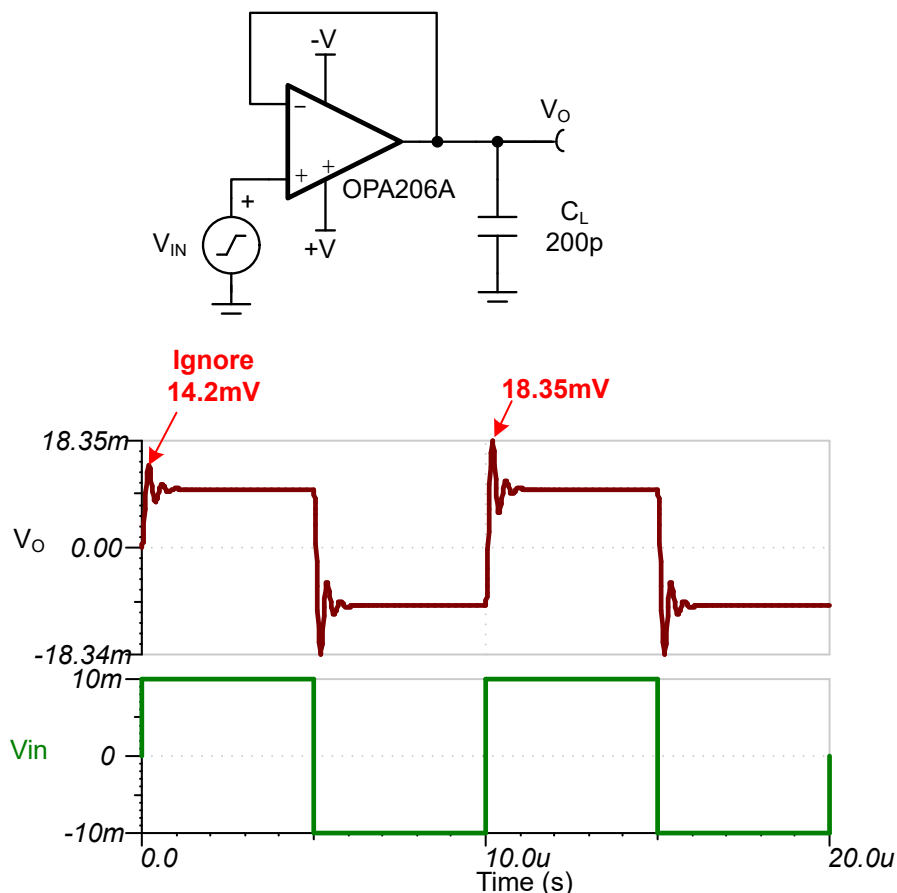 -V
−
VO
+
OPA206A
+
+
CL
200p
VIN
+V
Ignore
14.2mV
18.35mV
18.35m
VO
0.00
-18.34m
10m
Vin
0
-10m
0.0
10.0u
20.0u
Time (s)